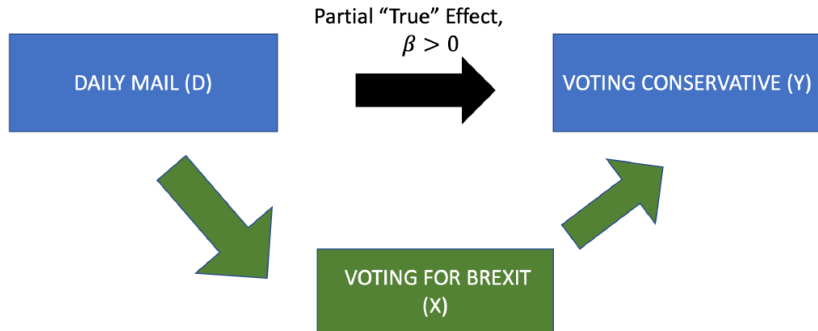 Partial “True” Effect,
β > 0
DAILY MAIL (D)
VOTING CONSERVATIVE (Y)
VOTING FOR BREXIT
(X)